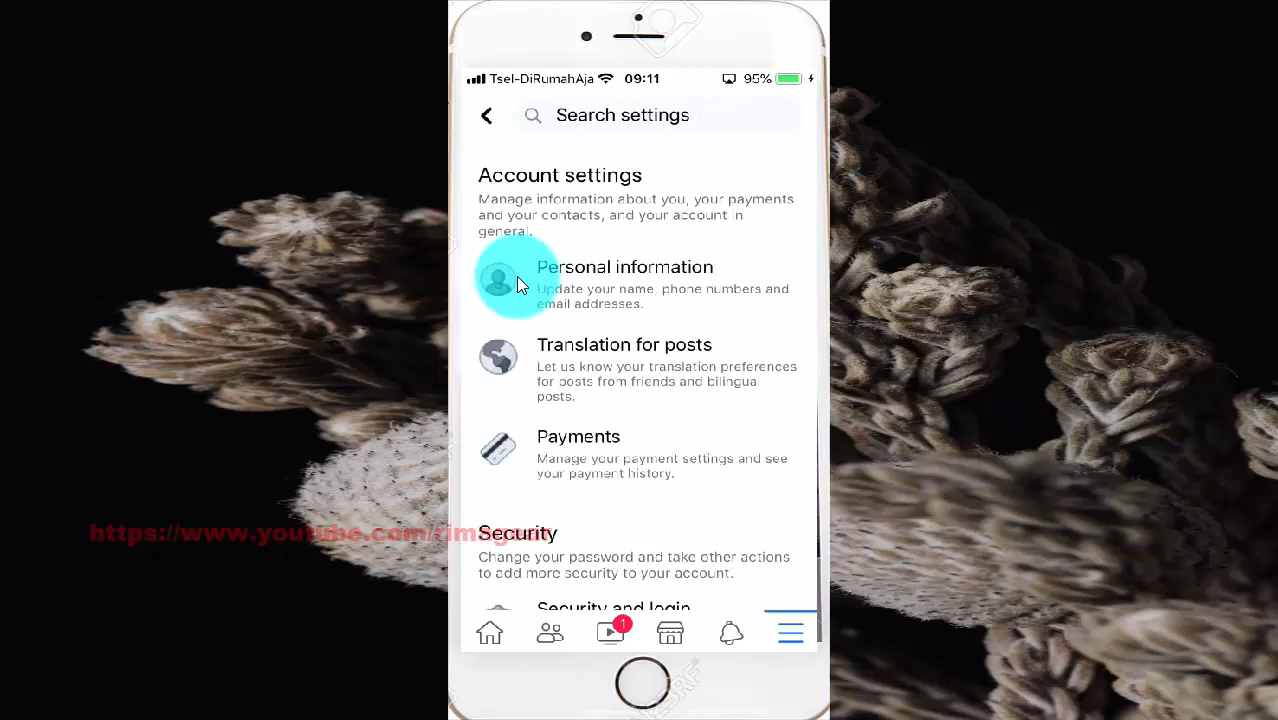 Tsel-DiRumahAja 09:11 95%
Search settings
Account settings
Manage information about you, your payments
and your contacts, and your account in
general.
Personal information
Update your name, phone numbers and
email addresses.
Translation for posts
Let us know your translation preferences
for posts from friends and bilingual
posts.
Payments
Manage your payment settings and see
your payment history.
https://www.youtube.com/rimagear
Security
Change your password and take other actions
to add more security to your account.
Security and login
1